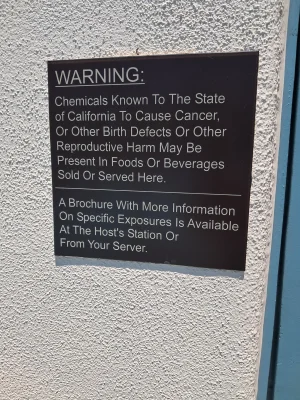 WARNING:
Chemicals Known To The State
of California To Cause Cancer,
Or Other Birth Defects Or Other
Reproductive Harm May Be
Present In Foods Or Beverages
Sold Or Served Here.
A Brochure With More Information
On Specific Exposures Is Available
At The Host's Station Or
From Your Server.